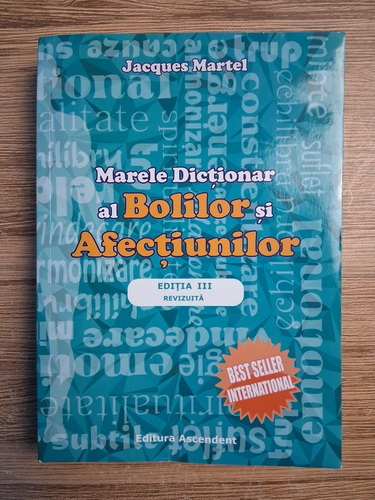 Jacques Martel
Marele Dicționar
al Bolilor și
Afecțiunilor
EDIȚIA III
REVIZUITĂ
BEST SELLER
INTERNATIONAL
Editura Ascendent